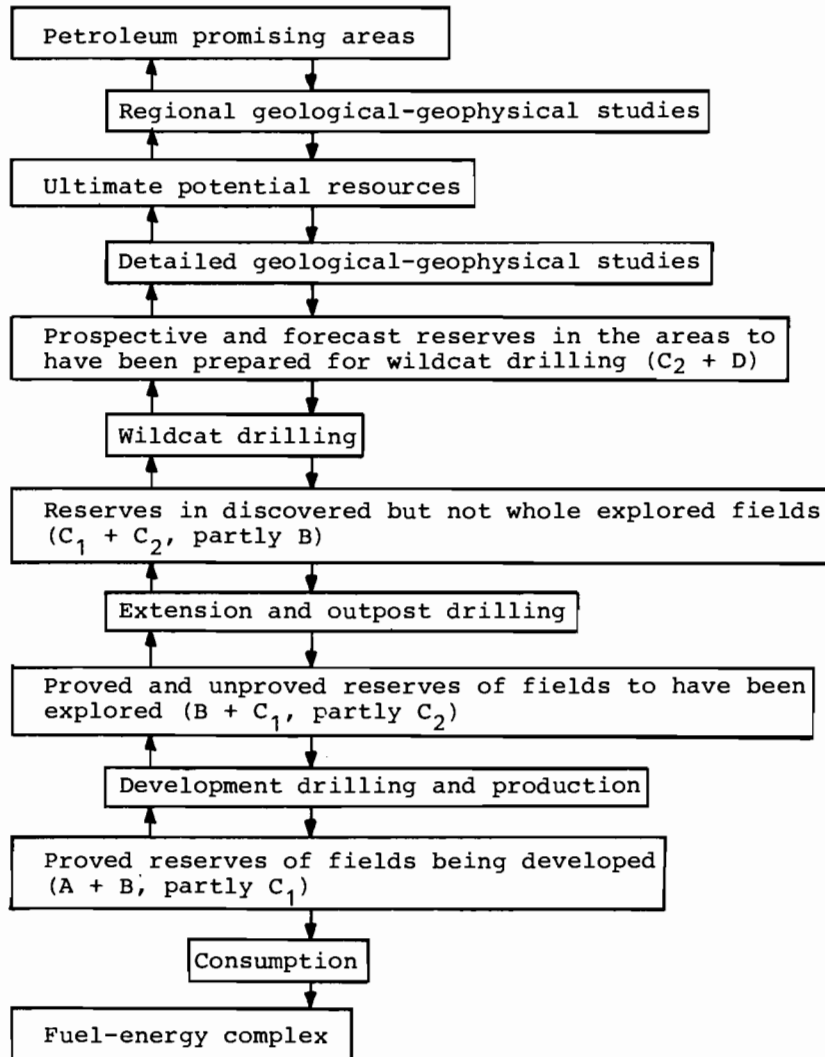 Petroleum promising areas
Regional geological-geophysical studies
Ultimate potential resources
Detailed geological-geophysical studies
Prospective and forecast reserves in the areas to
have been prepared for wildcat drilling (C₂ + D)
Wildcat drilling
Reserves in discovered but not whole explored fields
(C₁ + C₂, partly B)
Extension and outpost drilling
Proved and unproved reserves of fields to have been
explored (B + C₁, partly C₂)
Development drilling and production
Proved reserves of fields being developed
(A + B, partly C₁)
Consumption
Fuel-energy complex